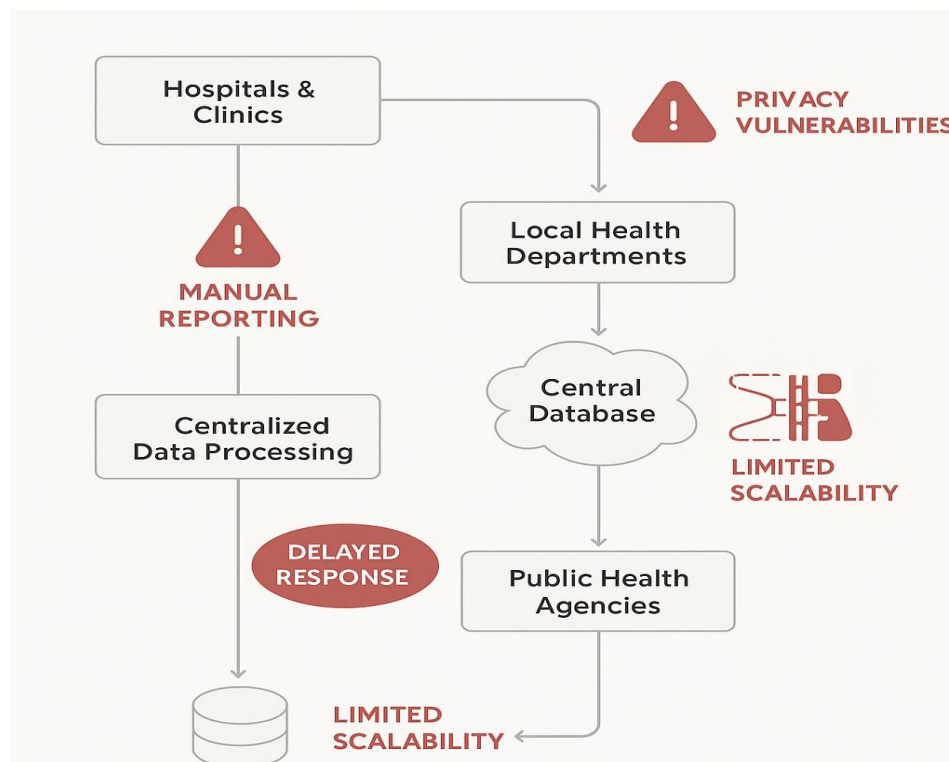 Hospitals &
Clinics
!
PRIVACY
VULNERABILITIES
Local Health
Departments
!
MANUAL
REPORTING
Central
Database
Centralized
Data Processing
LIMITED
SCALABILITY
DELAYED
RESPONSE
Public Health
Agencies
LIMITED
SCALABILITY